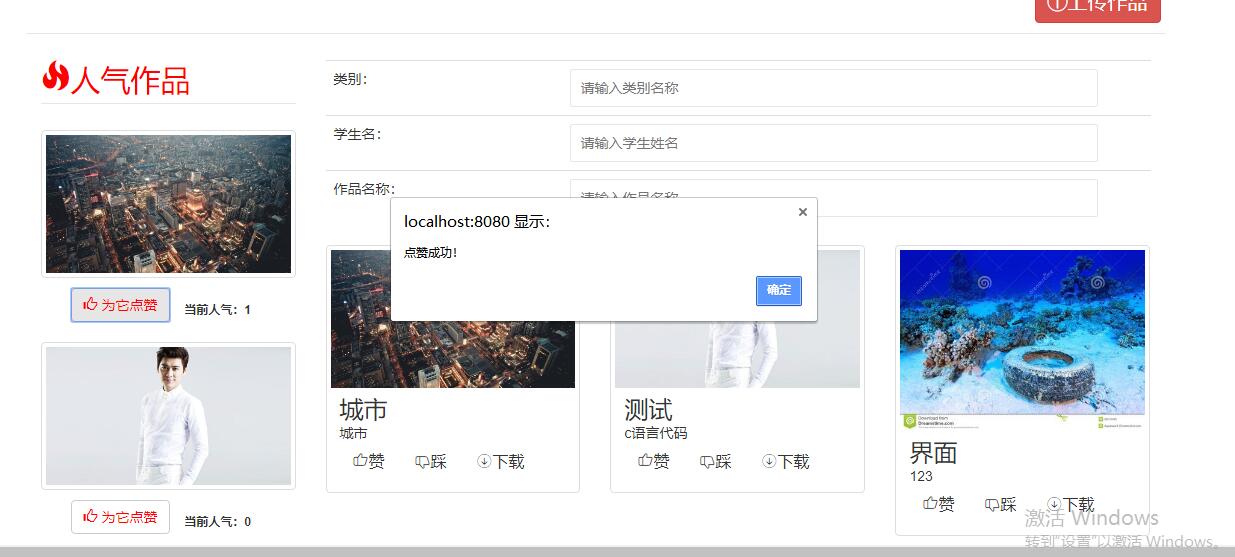 上传作品
人气作品
类别：
请输入类别名称
学生名：
请输入学生姓名
作品名称：
请输入作品名称
localhost:8080 显示：
×
点赞成功！
确定
为它点赞
当前人气：1
为它点赞
当前人气：0
城市
城市
赞 踩 下载
测试
c语言代码
赞 踩 下载
界面
123
赞 踩 下载
激活 Windows
转到"设置"以激活 Windows。